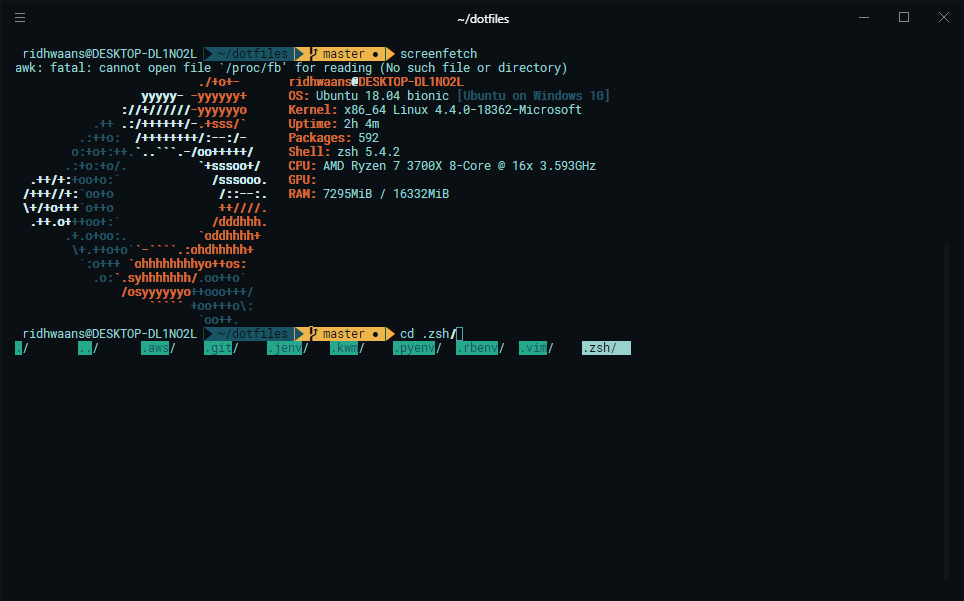 ~/dotfiles
ridhwaans@DESKTOP-DL1NO2L ~/dotfiles master ● screenfetch
awk: fatal: cannot open file `/proc/fb' for reading (No such file or directory)
./+o+- ridhwaans@DESKTOP-DL1NO2L
yyyyy- -yyyyyy+ OS: Ubuntu 18.04 bionic [Ubuntu on Windows 10]
://+//////-yyyyyyo Kernel: x86_64 Linux 4.4.0-18362-Microsoft
.++ .:/++++++/-.+sss/` Uptime: 2h 4m
.:++o: /++++++++/:--:/- Packages: 592
o:+o+:++.`..```.-/oo+++++/ Shell: zsh 5.4.2
.:+o:+o/. `+sssoo+/ CPU: AMD Ryzen 7 3700X 8-Core @ 16x 3.593GHz
.++/+:+oo+o:` /sssooo. GPU:
/+++//+:`oo+o /::--:. RAM: 7295MiB / 16332MiB
\+/+o+++`o++o ++////.
.++.o+++oo+:` /dddhhh.
.+.o+oo:. `oddhhhh+
\+.++o+o``-````.:ohdhhhhh+
`:o+++ `ohhhhhhhhyo++os:
.o:`.syhhhhhhh/.oo++o`
/osyyyyyyo++ooo+++/
````` +oo+++o\:
`oo++.
ridhwaans@DESKTOP-DL1NO2L ~/dotfiles master ● cd .zsh/
./ ../ .aws/ .git/ .jenv/ .kwm/ .pyenv/ .rbenv/ .vim/ .zsh/